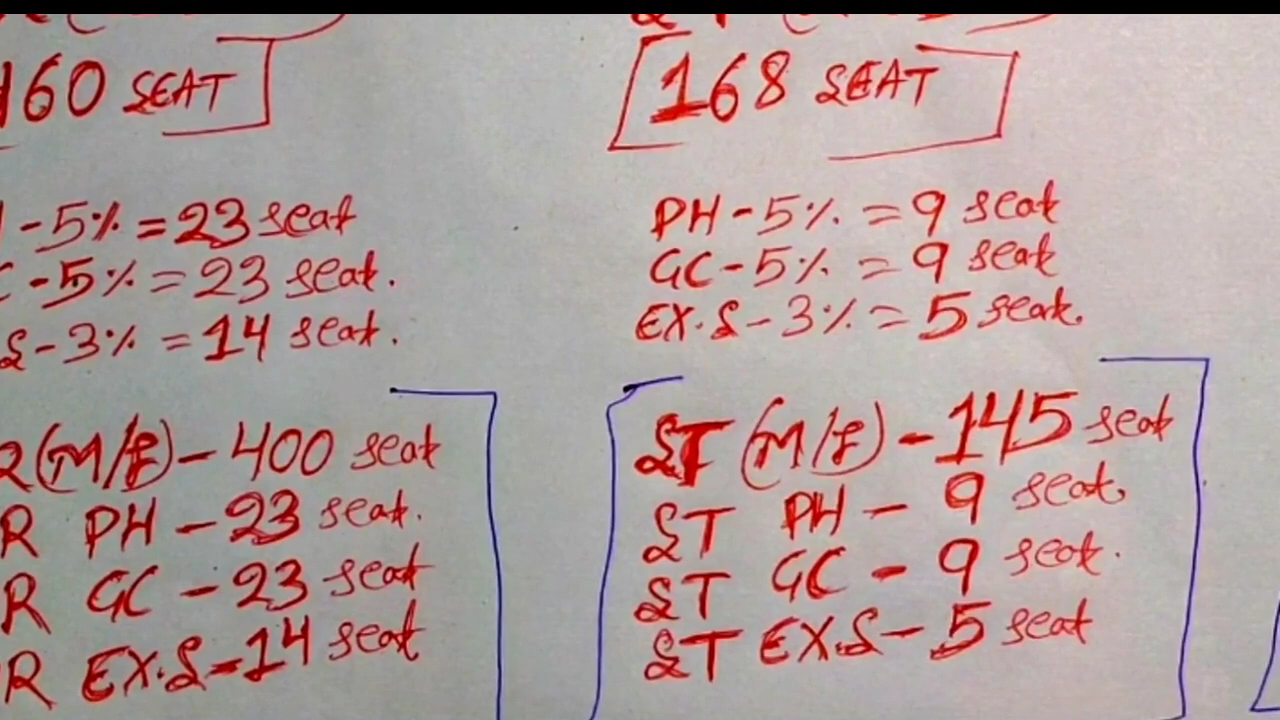 160 SEAT
-5% = 23 seat
-5% = 23 seat.
S-3% = 14 seat.
(M/F) - 400 seat
R PH - 23 seat.
R GC - 23 seat
R EX.S - 14 seat
168 SEAT
PH - 5% = 9 seat
GC - 5% = 9 seat
EX.S - 3% = 5 seat.
ST (M/F) - 145 seat
ST PH - 9 seat.
ST GC - 9 seat.
ST EX.S - 5 seat